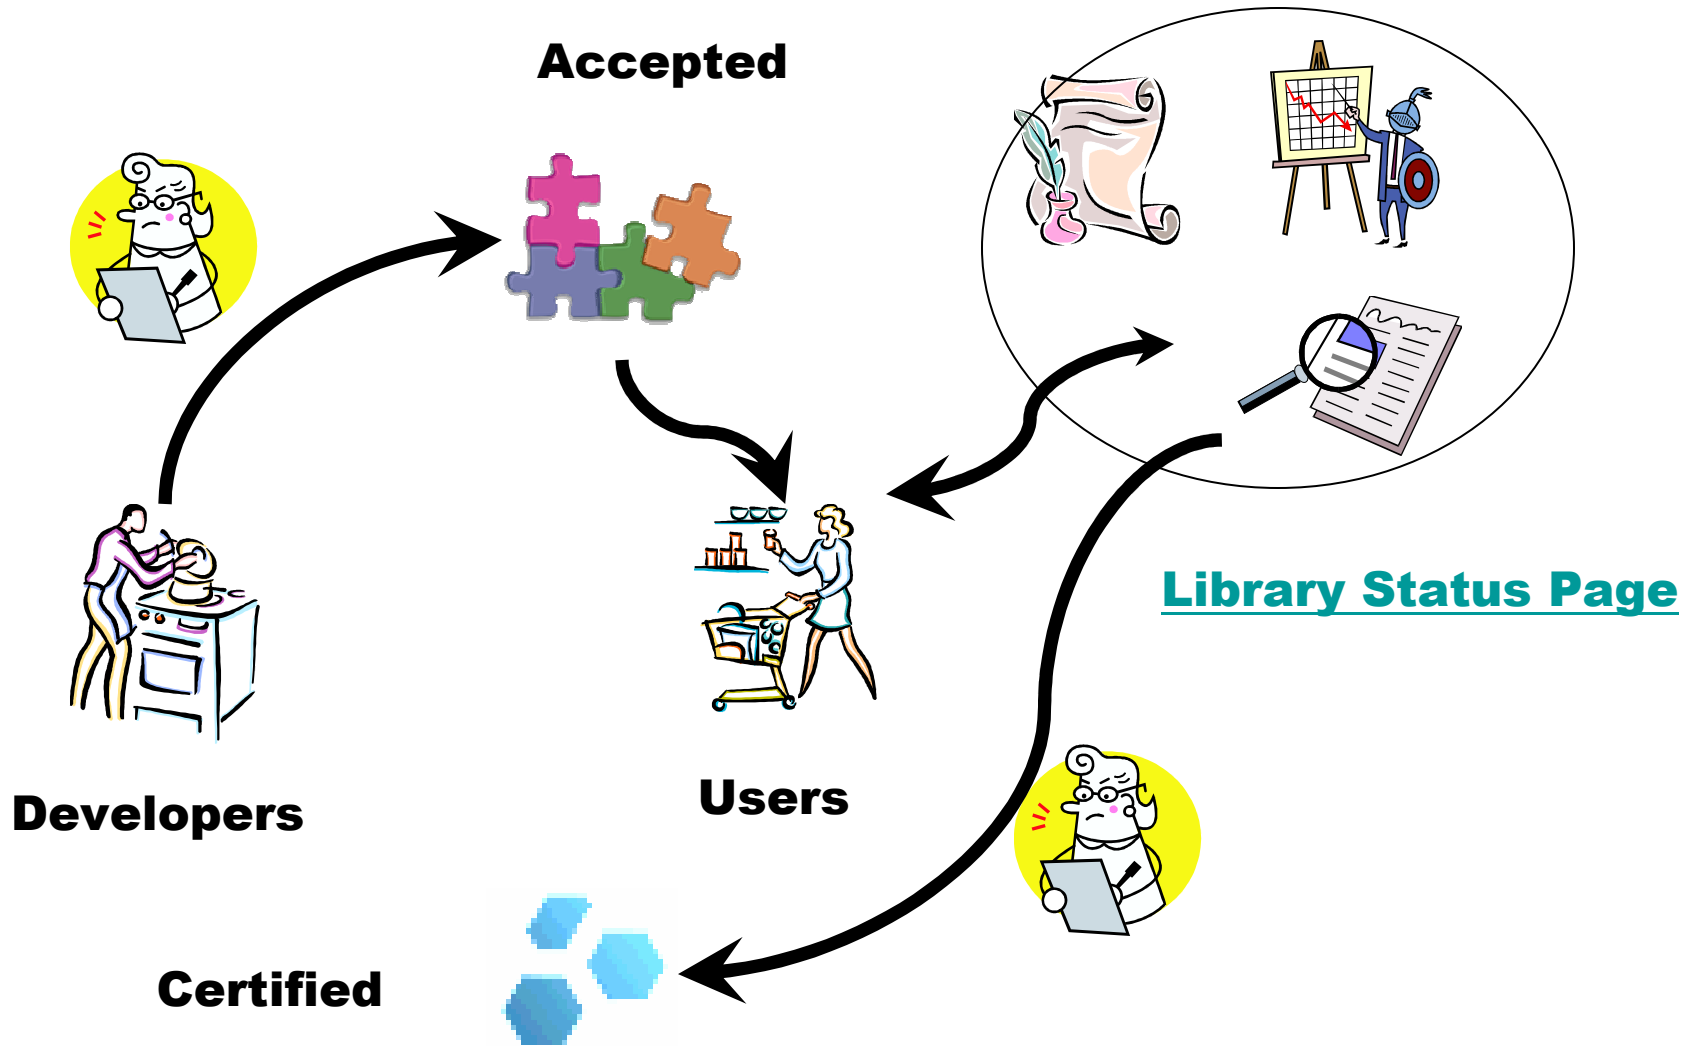 Accepted
Library Status Page
Users
Developers
Certified